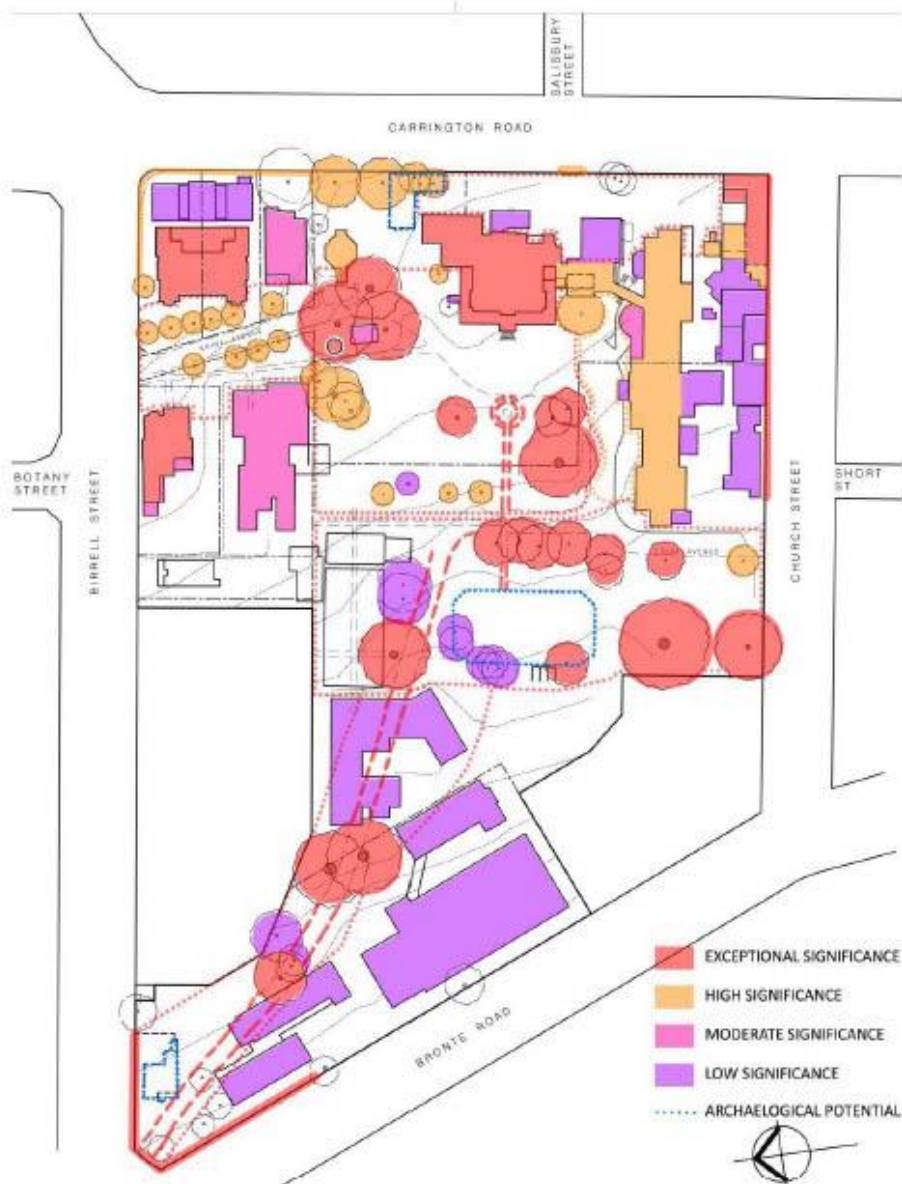 SALISBURY
STREET
CARRINGTON ROAD
BOTANY
STREET
BIRRELL STREET
CHURCH STREET
SHORT
ST
BRONTE ROAD
EXCEPTIONAL SIGNIFICANCE
HIGH SIGNIFICANCE
MODERATE SIGNIFICANCE
LOW SIGNIFICANCE
ARCHAELOGICAL POTENTIAL